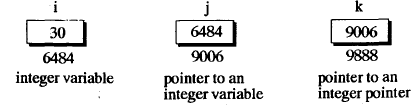 i j k
30 6484 9006
6484 9006 9888
integer variable pointer to an pointer to an
integer variable integer pointer